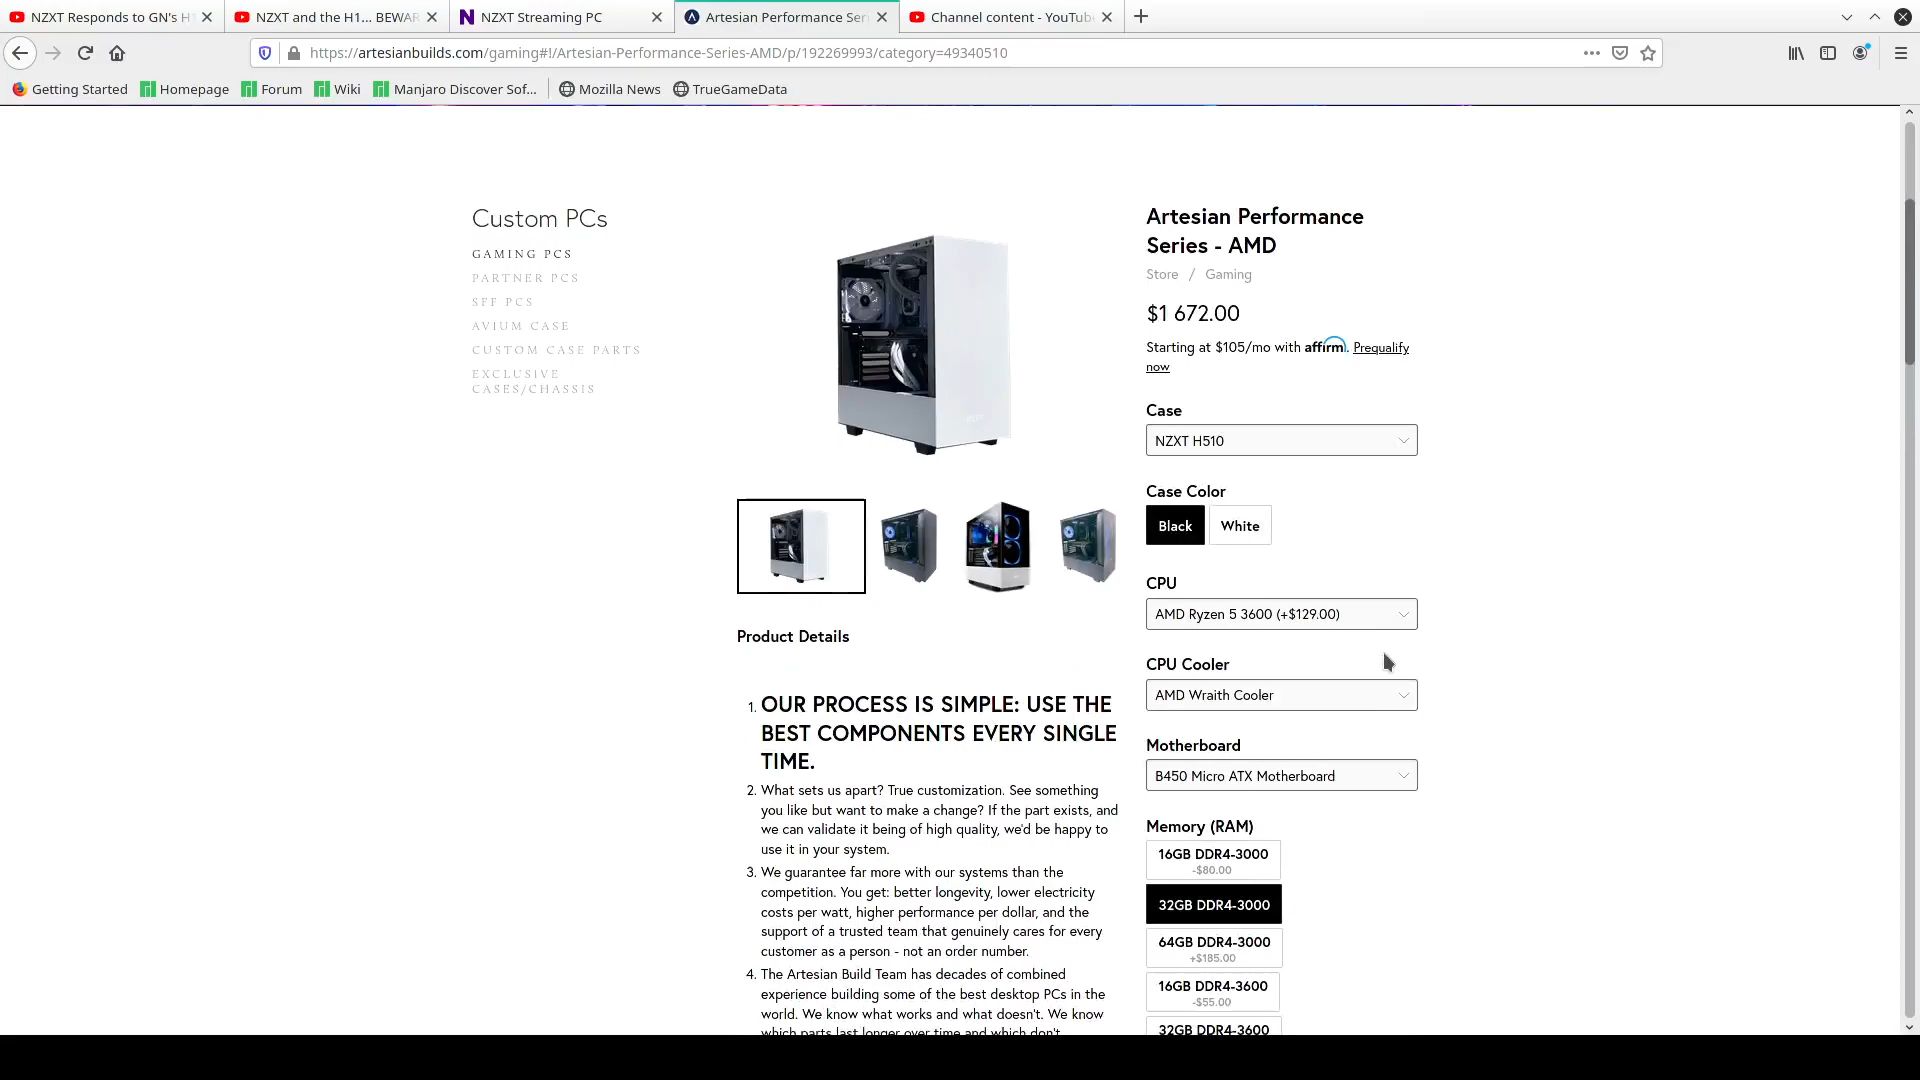 NZXT Responds to GN's H
NZXT and the H1... BEWAR
NZXT Streaming PC
Artesian Performance Ser
Channel content - YouTube
https://artesianbuilds.com/gaming#!/Artesian-Performance-Series-AMD/p/192269993/category=49340510
Getting Started
Homepage
Forum
Wiki
Manjaro Discover Sof...
Mozilla News
TrueGameData
Custom PCs
GAMING PCS
PARTNER PCS
SFF PCS
AVIUM CASE
CUSTOM CASE PARTS
EXCLUSIVE
CASES/CHASSIS
Product Details
1. OUR PROCESS IS SIMPLE: USE THE
BEST COMPONENTS EVERY SINGLE
TIME.
2. What sets us apart? True customization. See something
you like but want to make a change? If the part exists, and
we can validate it being of high quality, we'd be happy to
use it in your system.
3. We guarantee far more with our systems than the
competition. You get: better longevity, lower electricity
costs per watt, higher performance per dollar, and the
support of a trusted team that genuinely cares for every
customer as a person - not an order number.
4. The Artesian Build Team has decades of combined
experience building some of the best desktop PCs in the
world. We know what works and what doesn't. We know
which parts last longer over time and which don't.
Artesian Performance
Series - AMD
Store / Gaming
$1 672.00
Starting at $105/mo with affirm. Prequalify
now
Case
NZXT H510
Case Color
Black
White
CPU
AMD Ryzen 5 3600 (+$129.00)
CPU Cooler
AMD Wraith Cooler
Motherboard
B450 Micro ATX Motherboard
Memory (RAM)
16GB DDR4-3000
-$80.00
32GB DDR4-3000
64GB DDR4-3000
+$185.00
16GB DDR4-3600
-$55.00
32GB DDR4-3600